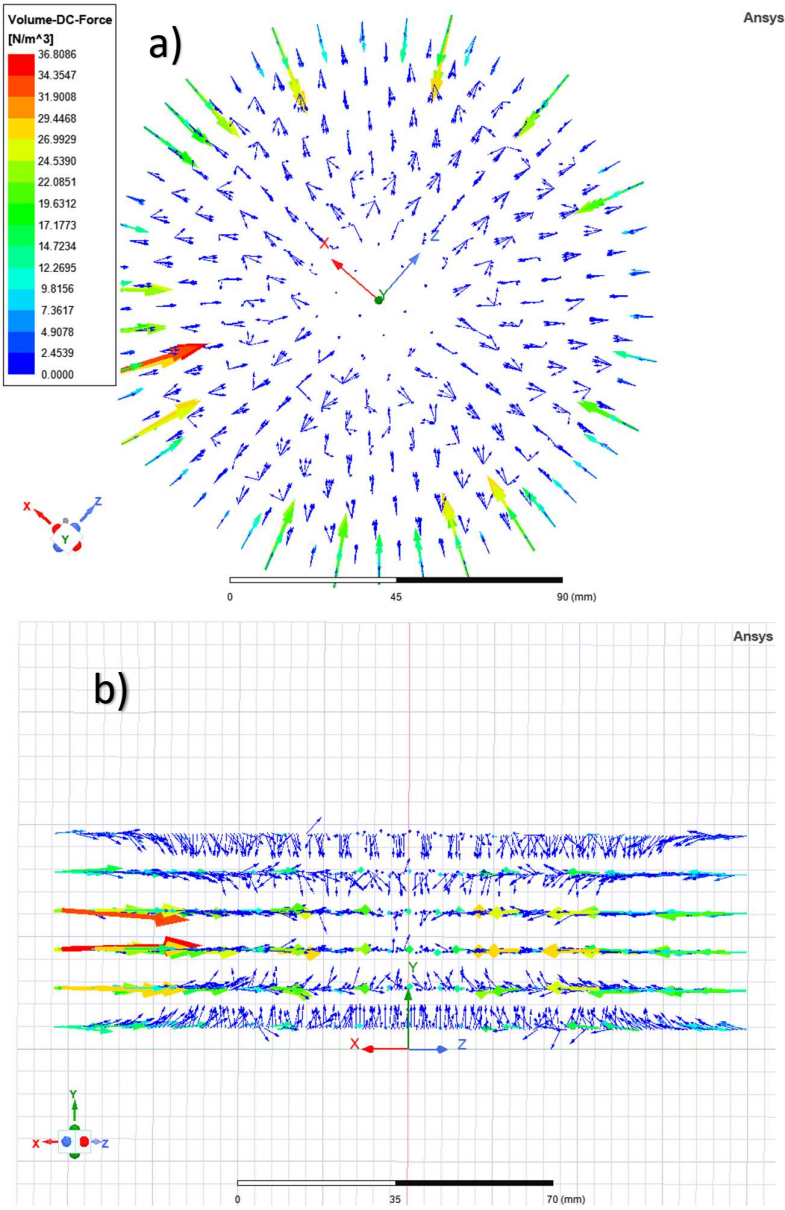 Volume-DC-Force
[N/m^3]
36.8086
34.3547
31.9008
29.4468
26.9929
24.5390
22.0851
19.6312
17.1773
14.7234
12.2695
9.8156
7.3617
4.9078
2.4539
0.0000
a)
Ansys
X
Z
Y
X
Z
Y
0
45
90 (mm)
Ansys
b)
Y
X
Z
Y
X
Z
0
35
70 (mm)